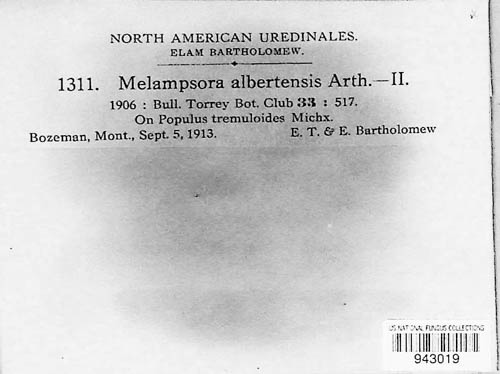 NORTH AMERICAN UREDINALES.
ELAM BARTHOLOMEW.
1311. Melampsora albertensis Arth.—II.
1906 : Bull. Torrey Bot. Club 33 : 517.
On Populus tremuloides Michx.
Bozeman, Mont., Sept. 5, 1913. E. T. & E. Bartholomew
US NATIONAL FUNGUS COLLECTIONS
943019